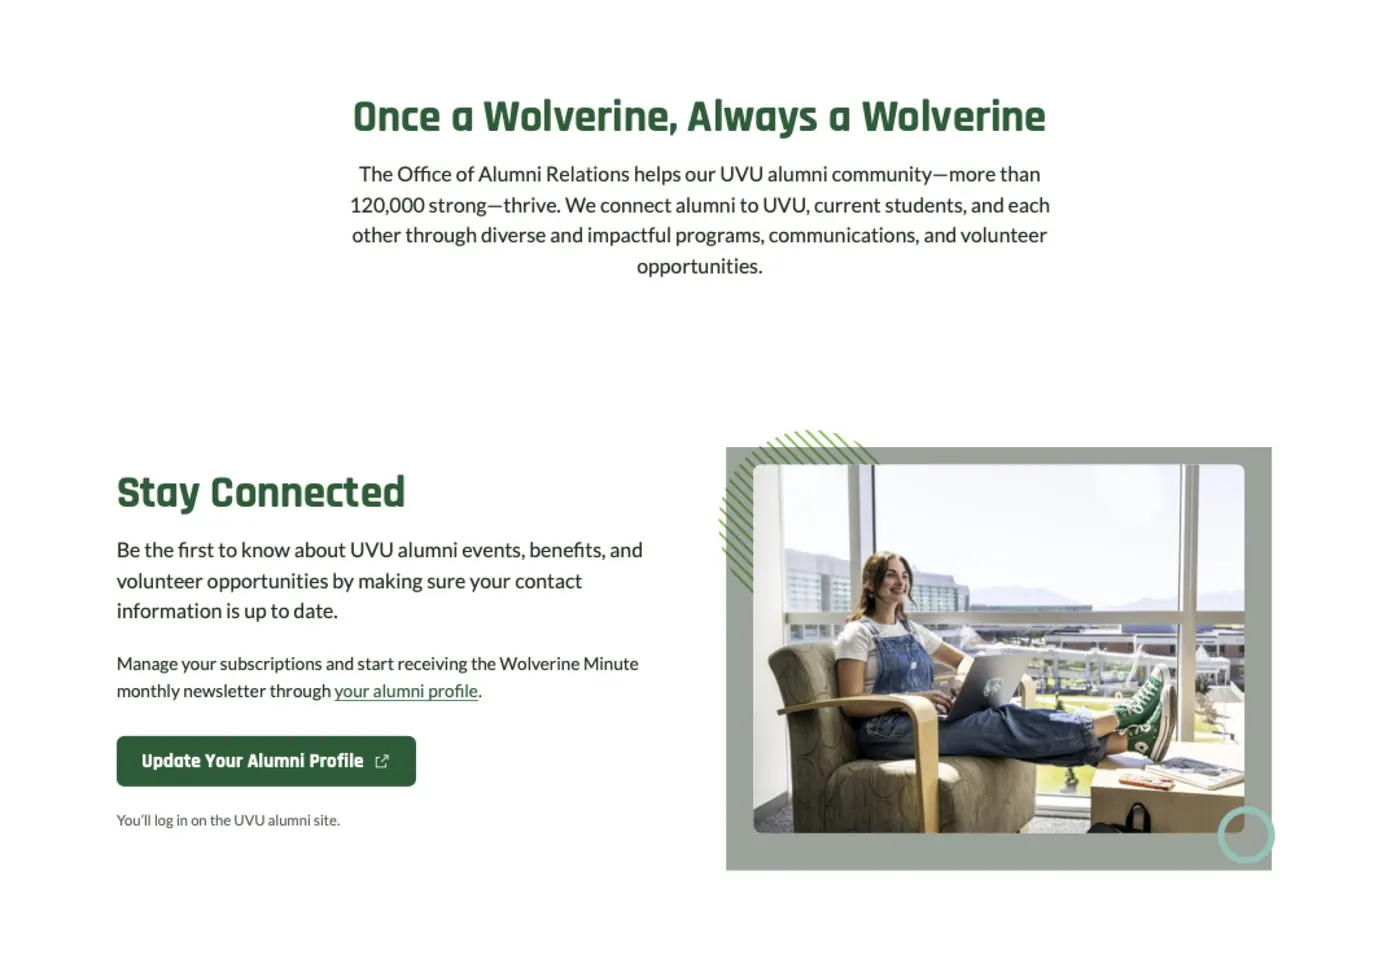 Once a Wolverine, Always a Wolverine
The Office of Alumni Relations helps our UVU alumni community—more than
120,000 strong—thrive. We connect alumni to UVU, current students, and each
other through diverse and impactful programs, communications, and volunteer
opportunities.
Stay Connected
Be the first to know about UVU alumni events, benefits, and
volunteer opportunities by making sure your contact
information is up to date.
Manage your subscriptions and start receiving the Wolverine Minute
monthly newsletter through your alumni profile.
Update Your Alumni Profile
You'll log in on the UVU alumni site.